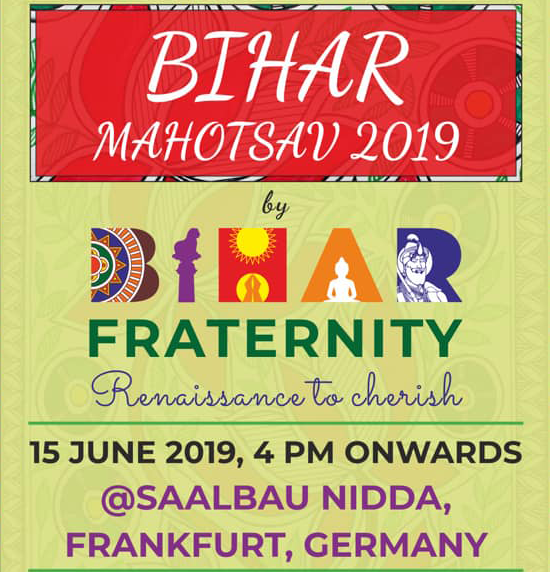 BIHAR
MAHOTSAV 2019
by
BIHAR
FRATERNITY
Renaissance to cherish
15 JUNE 2019, 4 PM ONWARDS
@SAALBAU NIDDA,
FRANKFURT, GERMANY